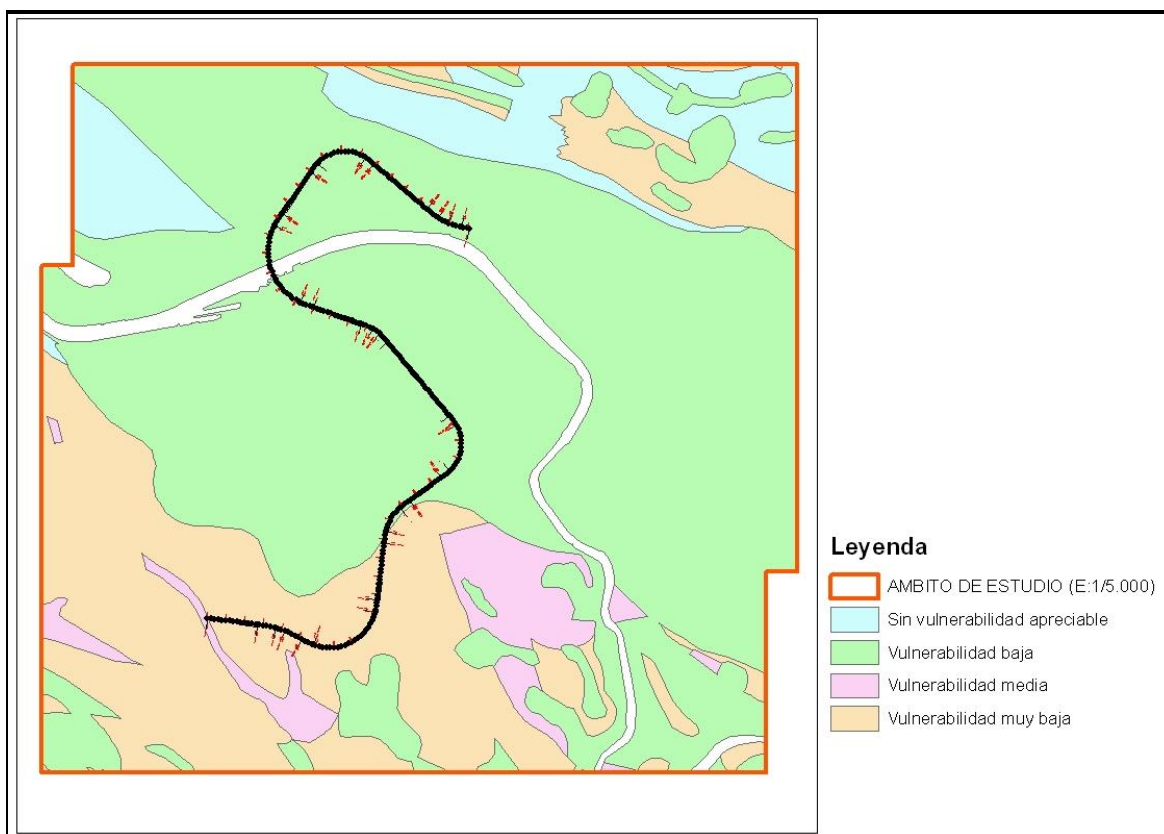 Leyenda
AMBITO DE ESTUDIO (E:1/5.000)
Sin vulnerabilidad apreciable
Vulnerabilidad baja
Vulnerabilidad media
Vulnerabilidad muy baja